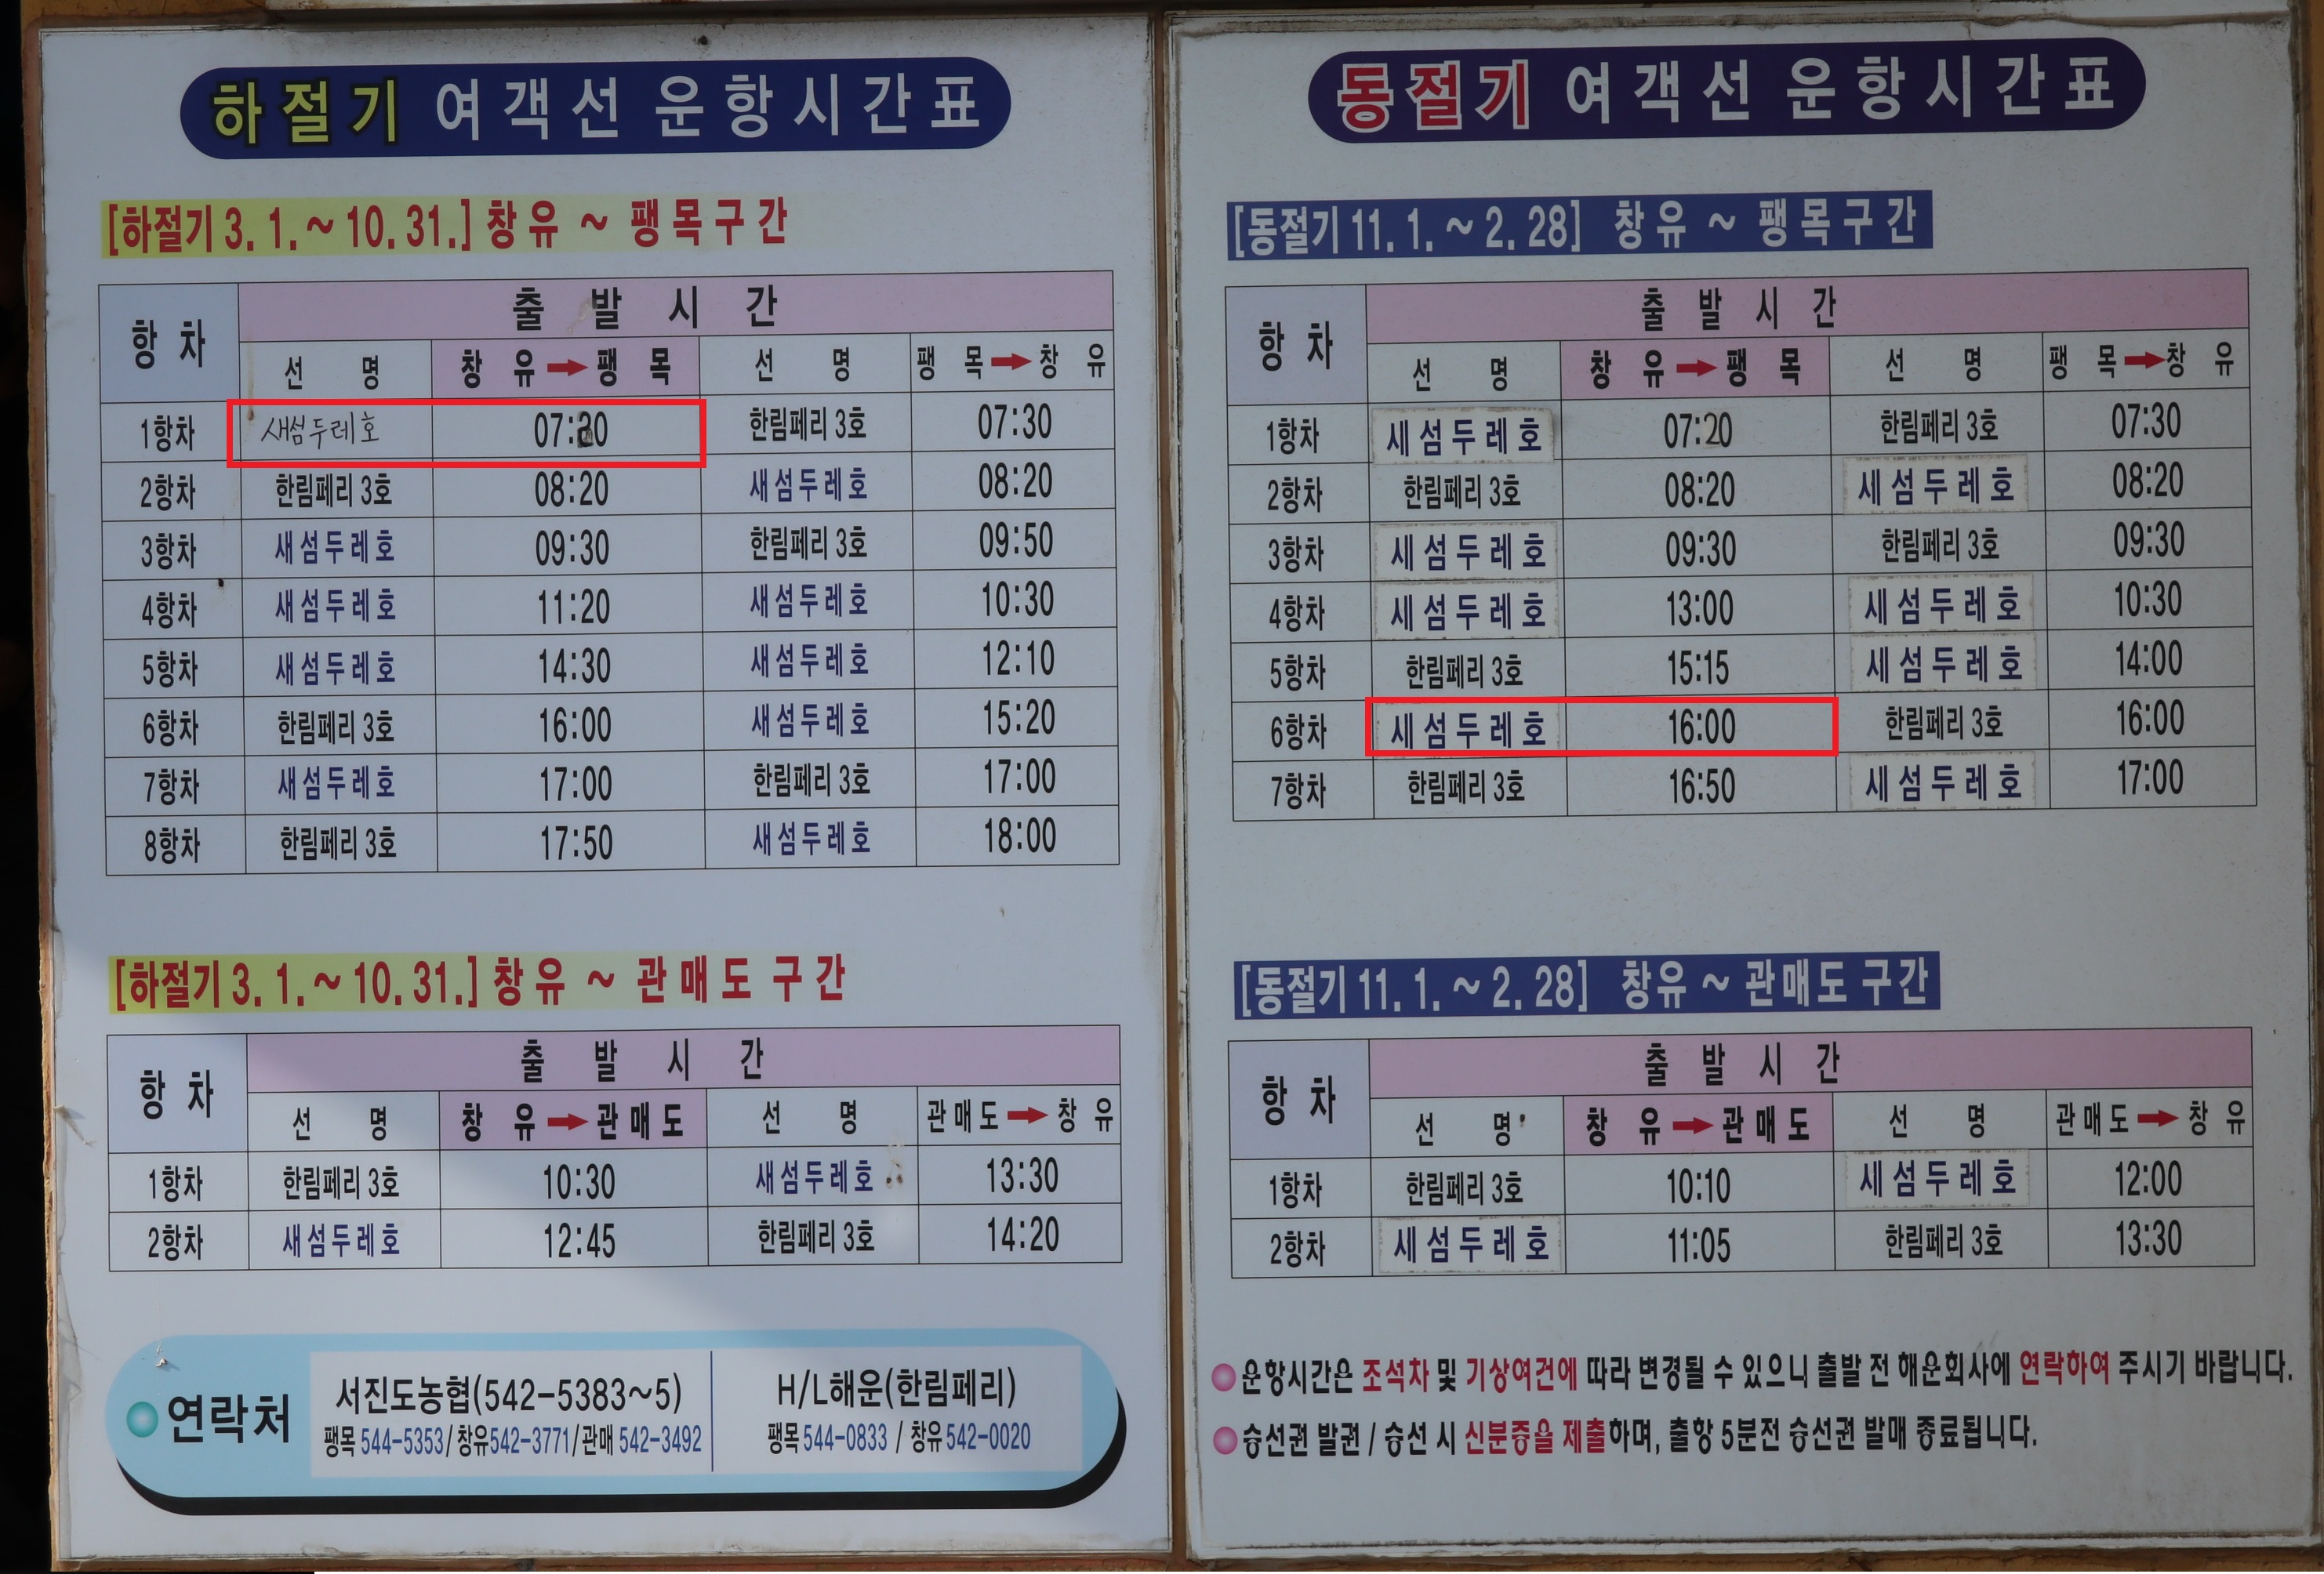 하절기 여객선 운항시간표
[하절기 3. 1. ~ 10. 31.] 창유 ~ 팽목구간
항차 출발시간
선명 창유➡팽목 선명 팽목➡창유
1항차 새섬두레호 07:20 한림페리 3호 07:30
2항차 한림페리 3호 08:20 새섬두레호 08:20
3항차 새섬두레호 09:30 한림페리 3호 09:50
4항차 새섬두레호 11:20 새섬두레호 10:30
5항차 새섬두레호 14:30 새섬두레호 12:10
6항차 한림페리 3호 16:00 새섬두레호 15:20
7항차 새섬두레호 17:00 한림페리 3호 17:00
8항차 한림페리 3호 17:50 새섬두레호 18:00
[하절기 3. 1. ~ 10. 31.] 창유 ~ 관매도 구간
항차 출발시간
선명 창유➡관매도 선명 관매도➡창유
1항차 한림페리 3호 10:30 새섬두레호 13:30
2항차 새섬두레호 12:45 한림페리 3호 14:20
연락처
서진도농협(542-5383~5)
팽목 544-5353/ 창유542-3771/관매 542-3492
H/L해운(한림페리)
팽목 544-0833 / 창유 542-0020
동절기 여객선 운항시간표
[동절기 11. 1. ~ 2. 28] 창유 ~ 팽목구간
항차 출발시간
선명 창유➡팽목 선명 팽목➡창유
1항차 새섬두레호 07:20 한림페리 3호 07:30
2항차 한림페리 3호 08:20 새섬두레호 08:20
3항차 새섬두레호 09:30 한림페리 3호 09:30
4항차 새섬두레호 13:00 새섬두레호 10:30
5항차 한림페리 3호 15:15 새섬두레호 14:00
6항차 새섬두레호 16:00 한림페리 3호 16:00
7항차 한림페리 3호 16:50 새섬두레호 17:00
[동절기 11. 1. ~ 2. 28] 창유 ~ 관매도 구간
항차 출발시간
선명 창유➡관매도 선명 관매도➡창유
1항차 한림페리 3호 10:10 새섬두레호 12:00
2항차 새섬두레호 11:05 한림페리 3호 13:30
운항시간은 조석차 및 기상여건에 따라 변경될 수 있으니 출발 전 해운회사에 연락하여 주시기 바랍니다.
승선권 발권 / 승선 시 신분증을 제출하며, 출항 5분전 승선권 발매 종료됩니다.